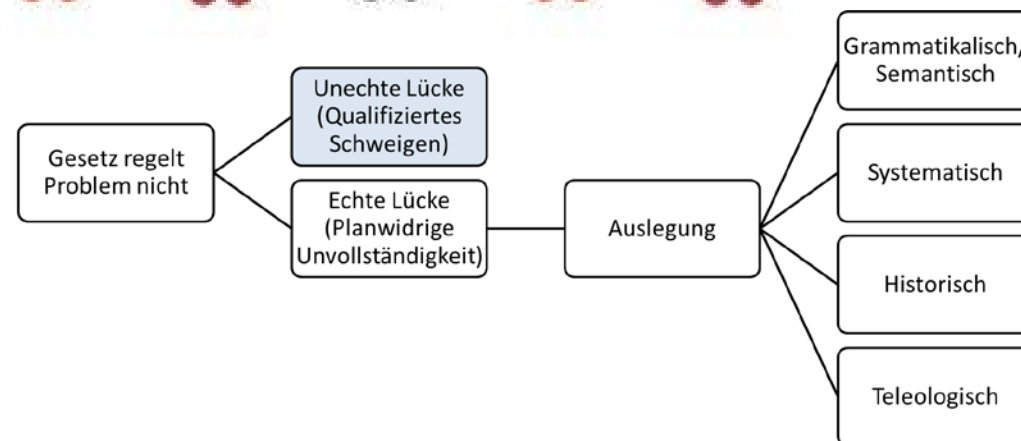 Gesetz regelt
Problem nicht
Unechte Lücke
(Qualifiziertes
Schweigen)
Echte Lücke
(Planwidrige
Unvollständigkeit)
Auslegung
Grammatikalisch/
Semantisch
Systematisch
Historisch
Teleologisch